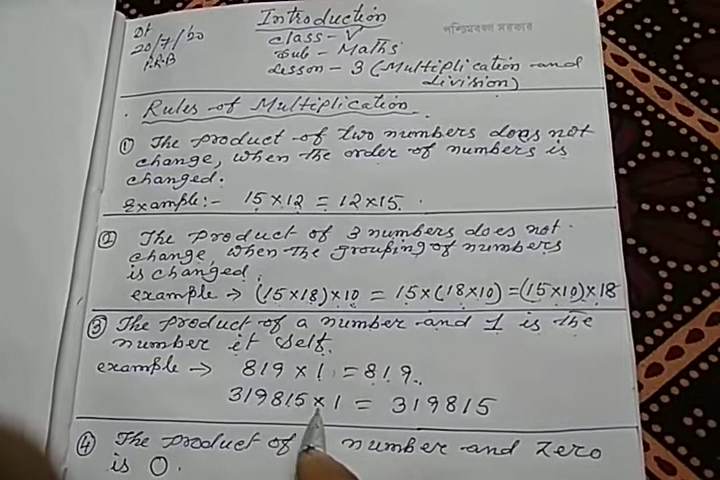 Introduction
Dt 20/7/20
P.R.B
class - V
Sub - Maths
Lesson - 3 (Multiplication and division)
পশ্চিমবঙ্গ সরকার
Rules of Multiplication
① The product of two numbers does not
change, when the order of numbers is
changed.
Example:- 15 × 12 = 12 × 15.
② The product of 3 numbers does not
change, when the grouping of numbers
is changed.
example → (15×18)×10 = 15×(18×10) = (15×10)×18
③ The product of a number and 1 is the
number it self.
example → 819 × 1 = 819.
319815×1 = 319815
④ The product of number and zero
is 0.